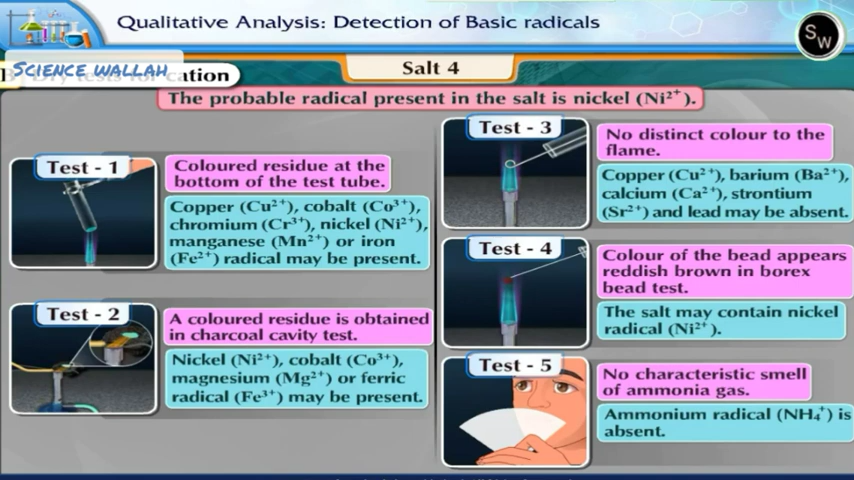 Qualitative Analysis: Detection of Basic radicals
SW
SCIENCE WALLAH
cation
Salt 4
The probable radical present in the salt is nickel (Ni²⁺).
Test - 1
Coloured residue at the
bottom of the test tube.
Copper (Cu²⁺), cobalt (Co³⁺),
chromium (Cr³⁺), nickel (Ni²⁺),
manganese (Mn²⁺) or iron
(Fe²⁺) radical may be present.
Test - 2
A coloured residue is obtained
in charcoal cavity test.
Nickel (Ni²⁺), cobalt (Co³⁺),
magnesium (Mg²⁺) or ferric
radical (Fe³⁺) may be present.
Test - 3
No distinct colour to the
flame.
Copper (Cu²⁺), barium (Ba²⁺),
calcium (Ca²⁺), strontium
(Sr²⁺) and lead may be absent.
Test - 4
Colour of the bead appears
reddish brown in borex
bead test.
The salt may contain nickel
radical (Ni²⁺).
Test - 5
No characteristic smell
of ammonia gas.
Ammonium radical (NH₄⁺) is
absent.